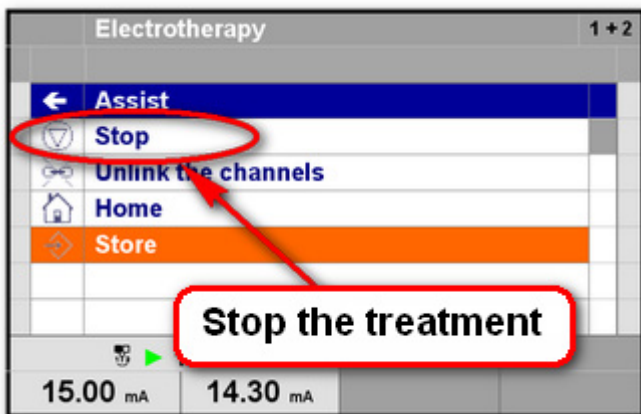 Electrotherapy 1 + 2
Assist
Stop
Unlink the channels
Home
Store
Stop the treatment
15.00 mA 14.30 mA